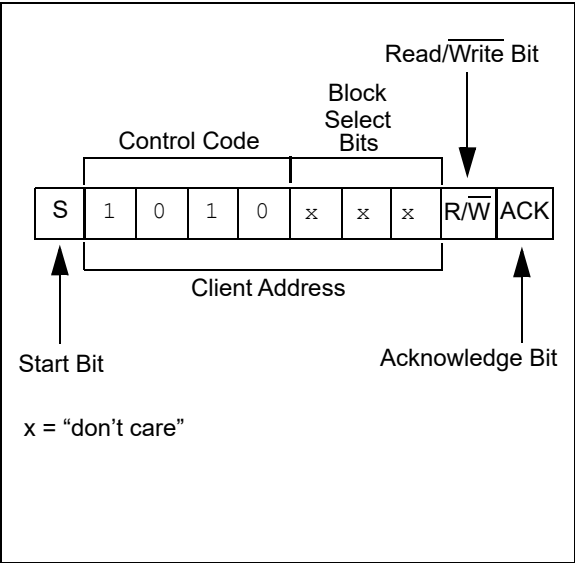 Read/Write Bit
Block
Select
Bits
Control Code
S 1 0 1 0 x x x R/W ACK
Client Address
Start Bit
Acknowledge Bit
x = “don’t care”